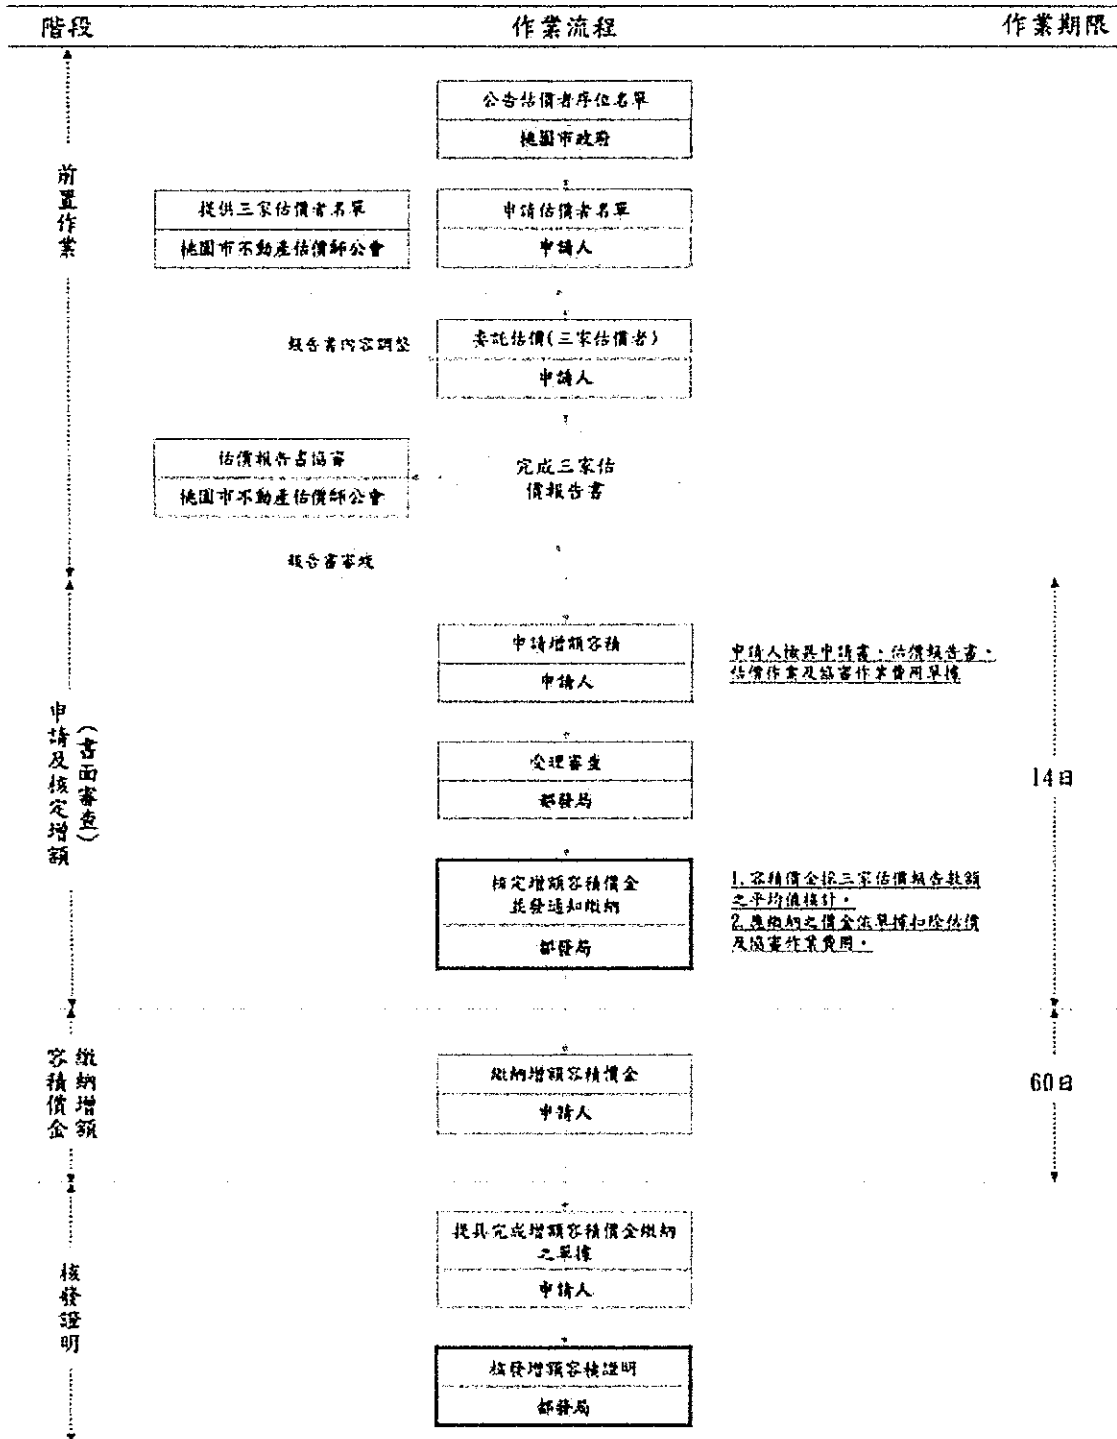 階段
作業流程
作業期限
前置作業
公告估價者序位名單
桃園市政府
提供三家估價者名單
桃園市不動產估價師公會
申請估價者名單
申請人
報告書內容調整
委託估價(三家估價者)
申請人
估價報告書協審
桃園市不動產估價師公會
完成三家估
價報告書
報告書審竣
申請及核定增額
(書面審查)
申請增額容積
申請人
申請人檢具申請書、估價報告書、
估價作業及協審作業費用單據
受理審查
都發局
14日
核定增額容積價金
並發通知繳納
都發局
1.容積價金採三家估價報告數額
之平均值核計。
2.應繳納之價金依單據扣除估價
及協審作業費用。
繳納增額
容積價金
繳納增額容積價金
申請人
60日
核發證明
提具完成增額容積價金繳納
之單據
申請人
核發增額容積證明
都發局